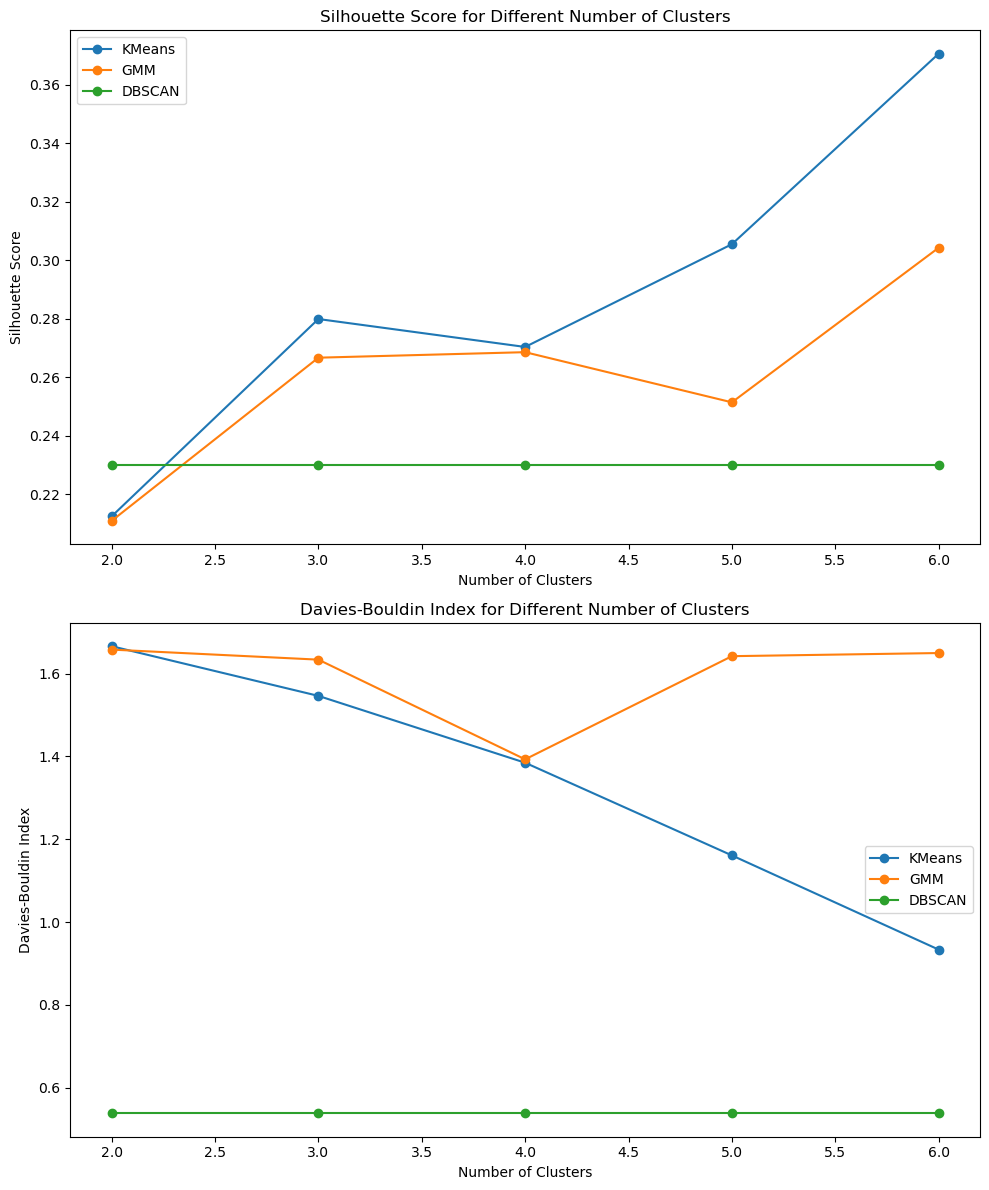 Silhouette Score for Different Number of Clusters
KMeans
GMM
DBSCAN
0.36
0.34
0.32
0.30
0.28
0.26
0.24
0.22
Silhouette Score
2.0 2.5 3.0 3.5 4.0 4.5 5.0 5.5 6.0
Number of Clusters
Davies-Bouldin Index for Different Number of Clusters
1.6
1.4
1.2
1.0
0.8
0.6
Davies-Bouldin Index
KMeans
GMM
DBSCAN
2.0 2.5 3.0 3.5 4.0 4.5 5.0 5.5 6.0
Number of Clusters